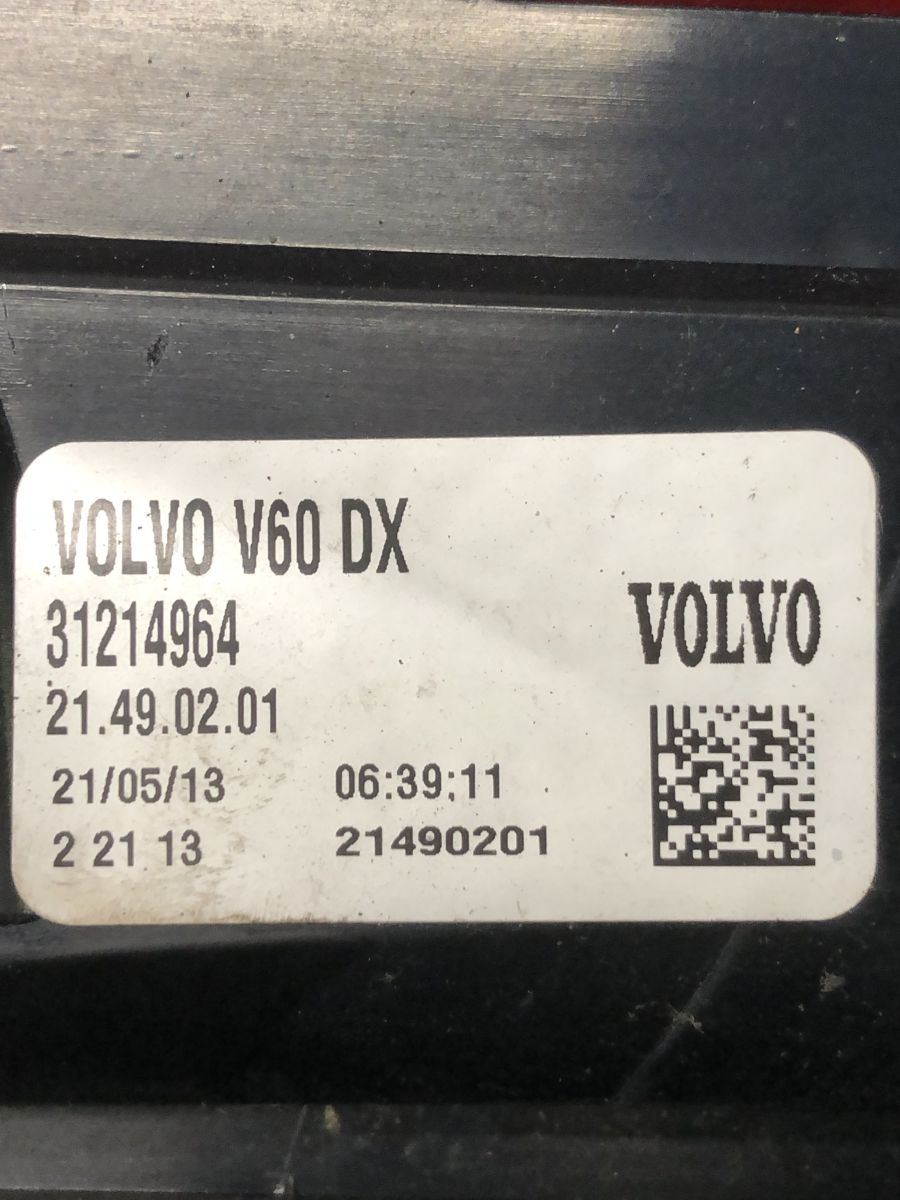 VOLVO V60 DX
31214964
VOLVO
21.49.02.01
21/05/13 06:39:11
2 21 13 21490201